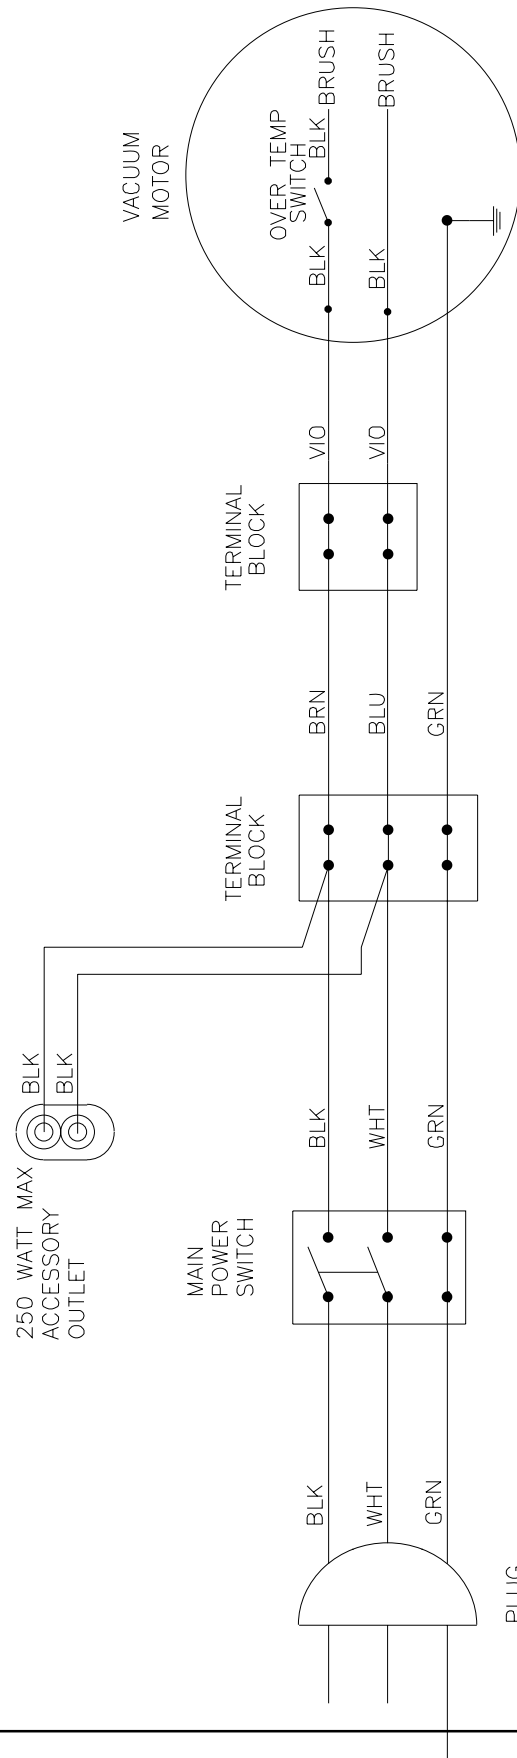 VACUUM
MOTOR
OVER TEMP
SWITCH
BLK
BRUSH
BRUSH
BLK
BLK
VIO
VIO
TERMINAL
BLOCK
BRN
BLU
GRN
TERMINAL
BLOCK
BLK
BLK
250 WATT MAX
ACCESSORY
OUTLET
BLK
WHT
GRN
MAIN
POWER
SWITCH
BLK
WHT
GRN
PLUG